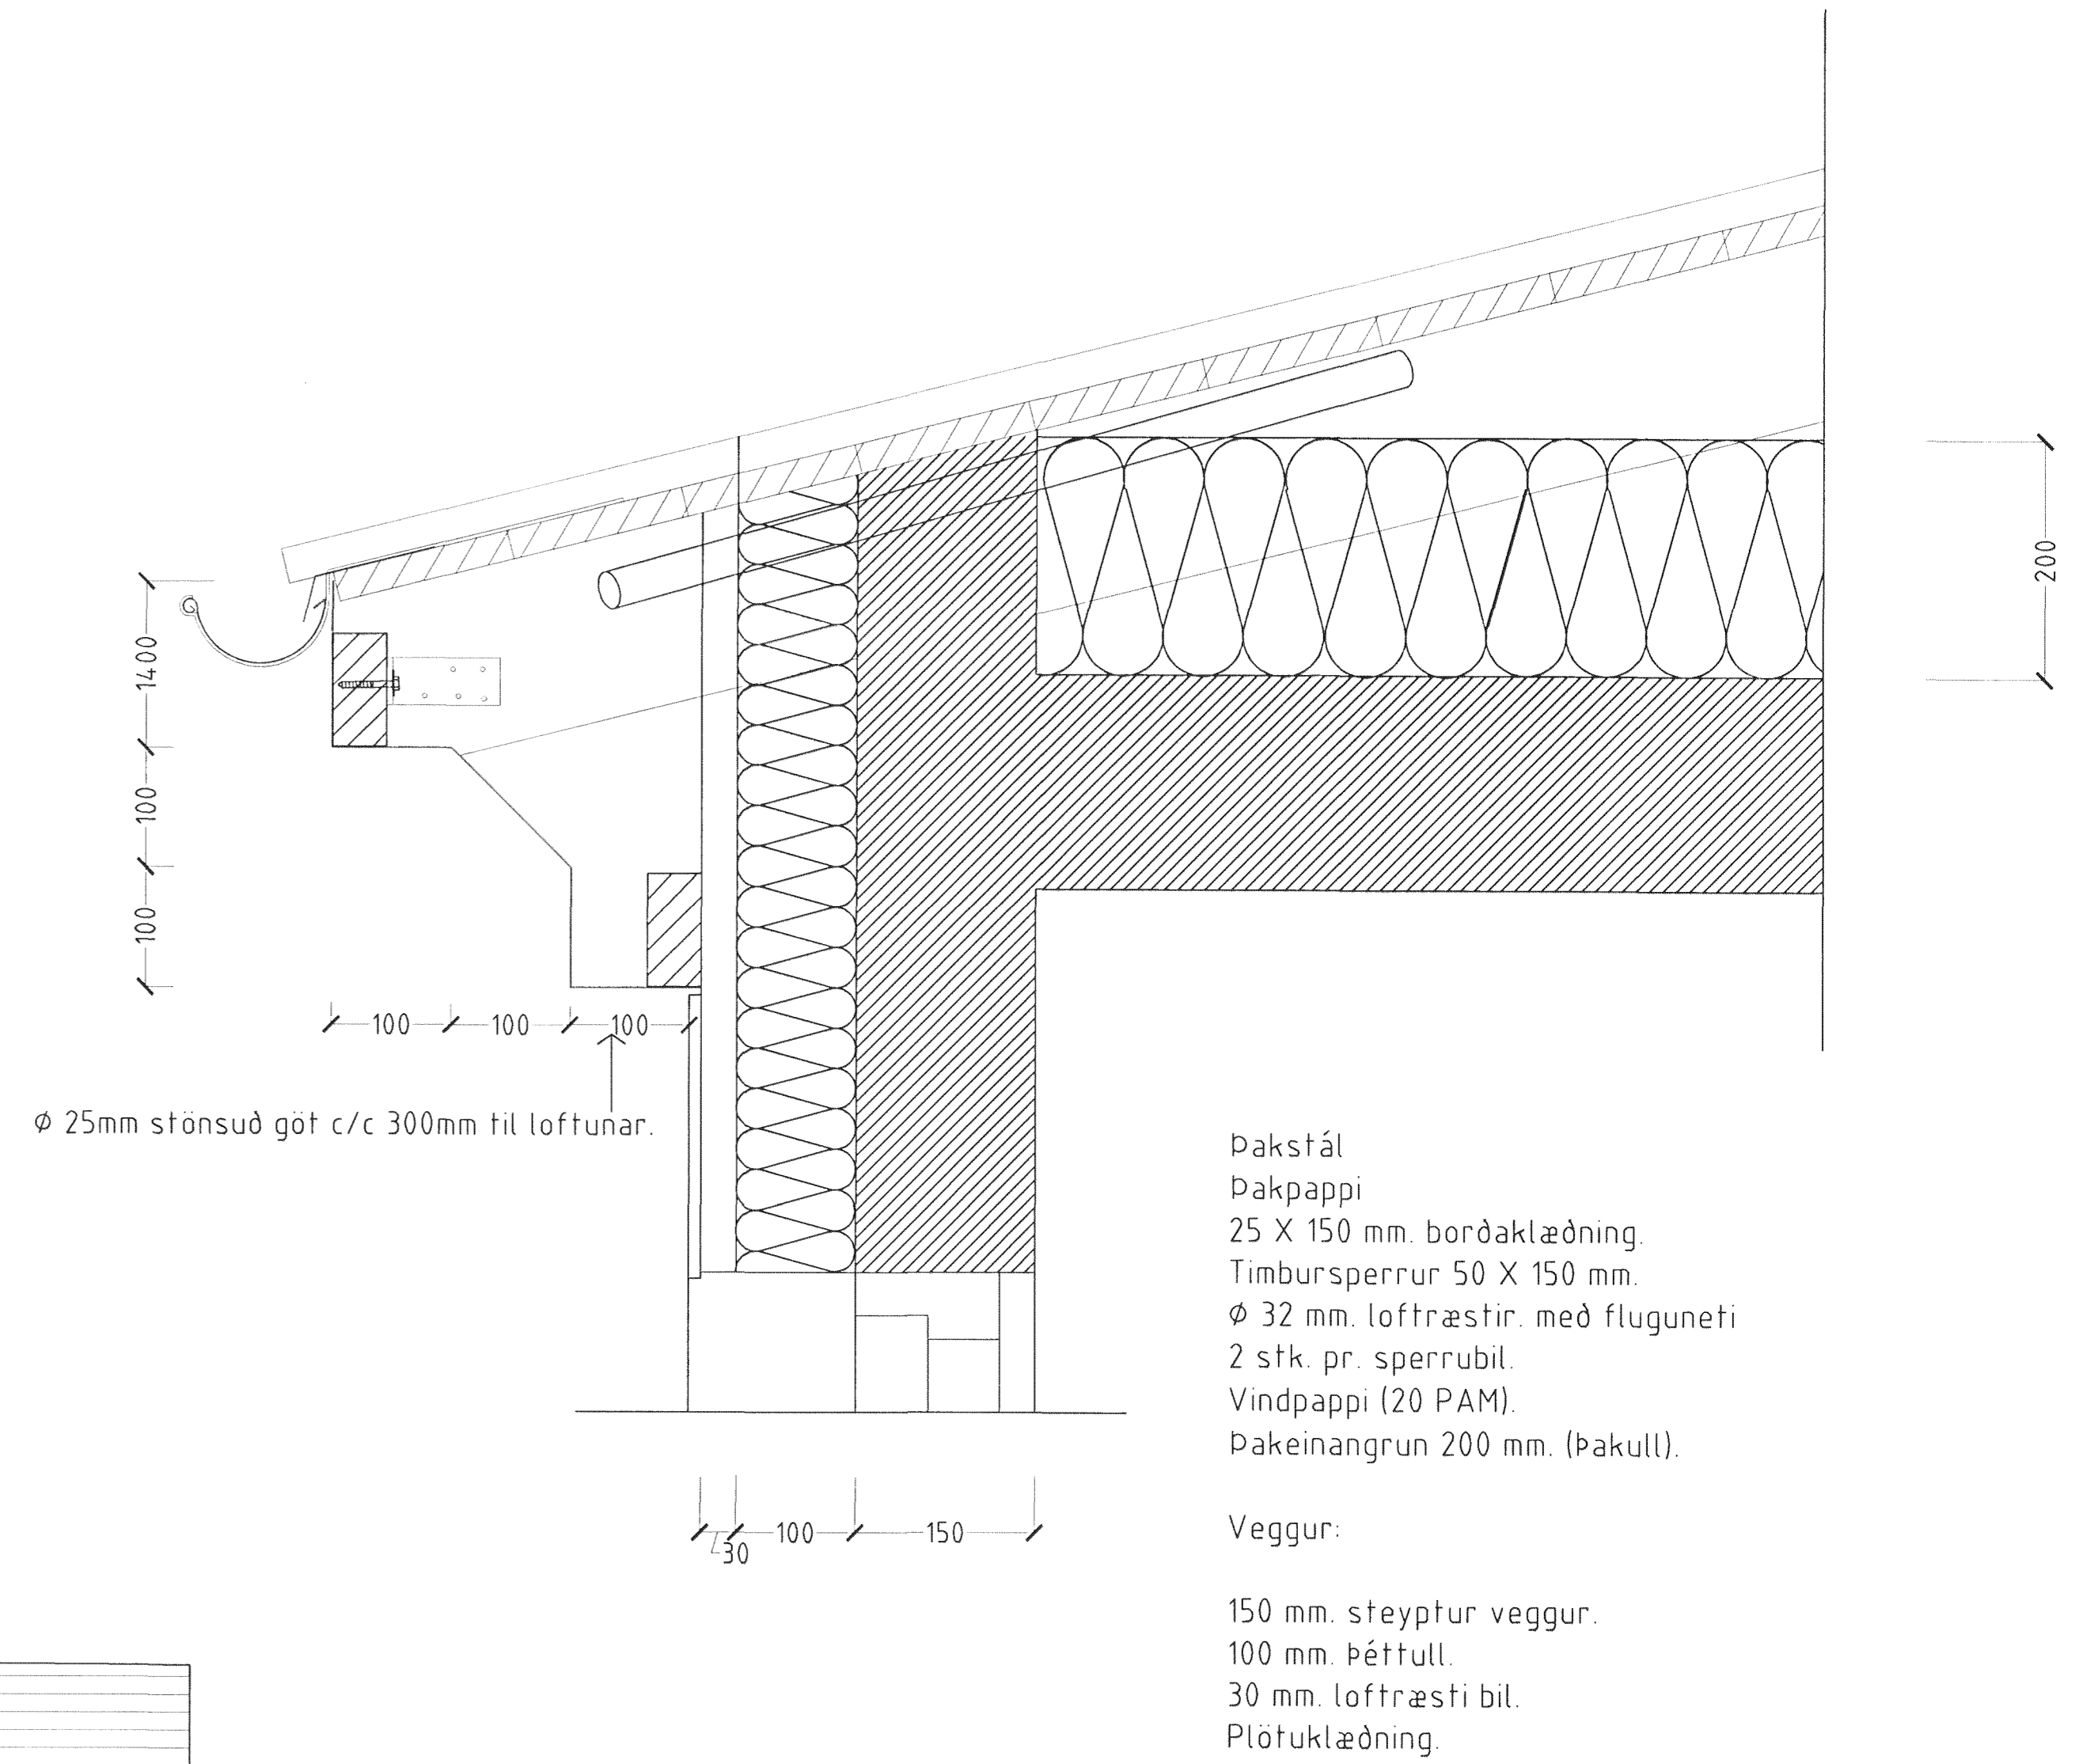 200
1400
100
100
100
100
100
Ø 25mm stönsuð göt c/c 300mm til loftunar.
Þakstál
Þakpappi
25 X 150 mm. borðaklæðning.
Timbursperrur 50 X 150 mm.
Ø 32 mm. loftræstir. með fluguneti
2 stk. pr. sperrubil.
Vindpappi (20 PAM).
Þakeinangrun 200 mm. (Þakull).
30
100
150
Veggur:
150 mm. steyptur veggur.
100 mm. Þéttull.
30 mm. loftræsti bil.
Plötuklæðning.